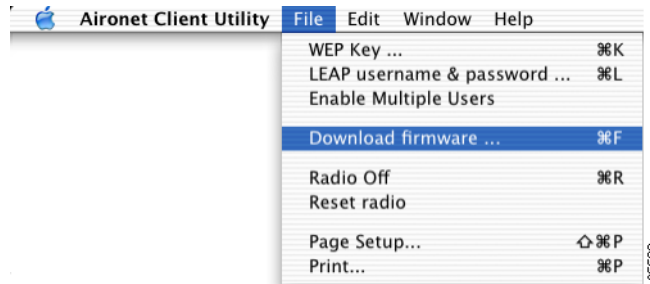 Aironet Client Utility File Edit Window Help
WEP Key ... ⌘K
LEAP username & password ... ⌘L
Enable Multiple Users
Download firmware ... ⌘F
Radio Off ⌘R
Reset radio
Page Setup... ⇧⌘P
Print... ⌘P